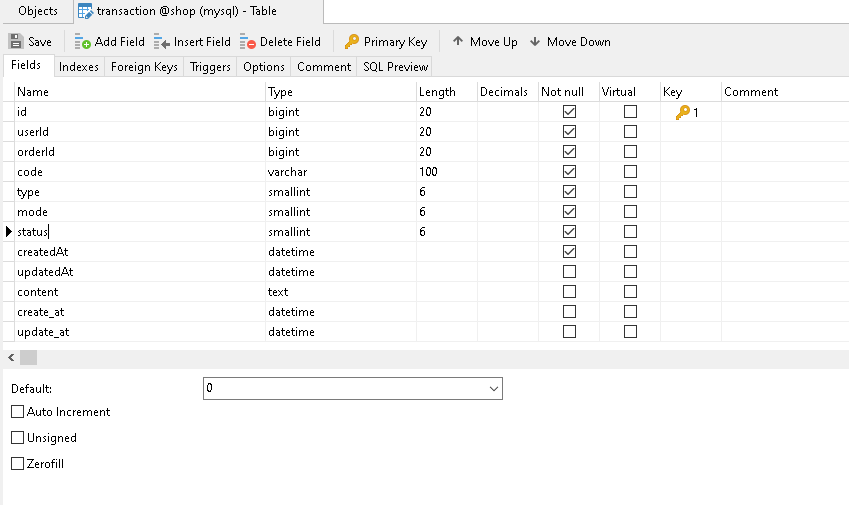 Objects transaction @shop (mysql) - Table
Save Add Field Insert Field Delete Field Primary Key Move Up Move Down
Fields Indexes Foreign Keys Triggers Options Comment SQL Preview
Name Type Length Decimals Not null Virtual Key Comment
id bigint 20 1
userId bigint 20
orderId bigint 20
code varchar 100
type smallint 6
mode smallint 6
status smallint 6
createdAt datetime
updatedAt datetime
content text
create_at datetime
update_at datetime
Default: 0
Auto Increment
Unsigned
Zerofill